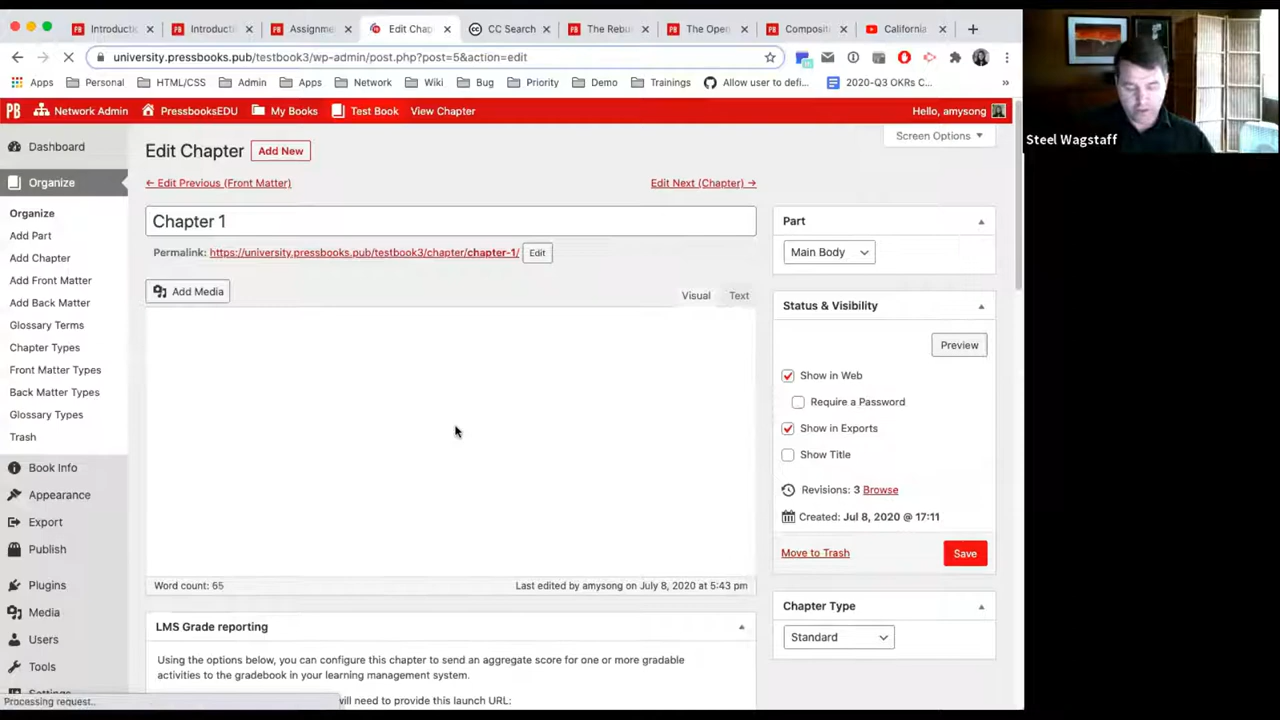 Introductic
Introducti
Assignme
Edit Chap
CC Search
The Rebu
The Open
Composit
California
university.pressbooks.pub/testbook3/wp-admin/post.php?post=5&action=edit
Apps Personal HTML/CSS Admin Apps Network Wiki Bug Priority Demo Trainings Allow user to defi... 2020-Q3 OKRs C... »
PB Network Admin PressbooksEDU My Books Test Book View Chapter Hello, amysong
Steel Wagstaff
Screen Options
Dashboard
Organize
Organize
Add Part
Add Chapter
Add Front Matter
Add Back Matter
Glossary Terms
Chapter Types
Front Matter Types
Back Matter Types
Glossary Types
Trash
Book Info
Appearance
Export
Publish
Plugins
Media
Users
Tools
Processing request...
Edit Chapter Add New
← Edit Previous (Front Matter) Edit Next (Chapter) →
Chapter 1
Permalink: https://university.pressbooks.pub/testbook3/chapter/chapter-1/ Edit
Add Media
Visual Text
Word count: 65 Last edited by amysong on July 8, 2020 at 5:43 pm
LMS Grade reporting
Using the options below, you can configure this chapter to send an aggregate score for one or more gradable
activities to the gradebook in your learning management system.
will need to provide this launch URL:
Part
Main Body
Status & Visibility
Preview
Show in Web
Require a Password
Show in Exports
Show Title
Revisions: 3 Browse
Created: Jul 8, 2020 @ 17:11
Move to Trash Save
Chapter Type
Standard